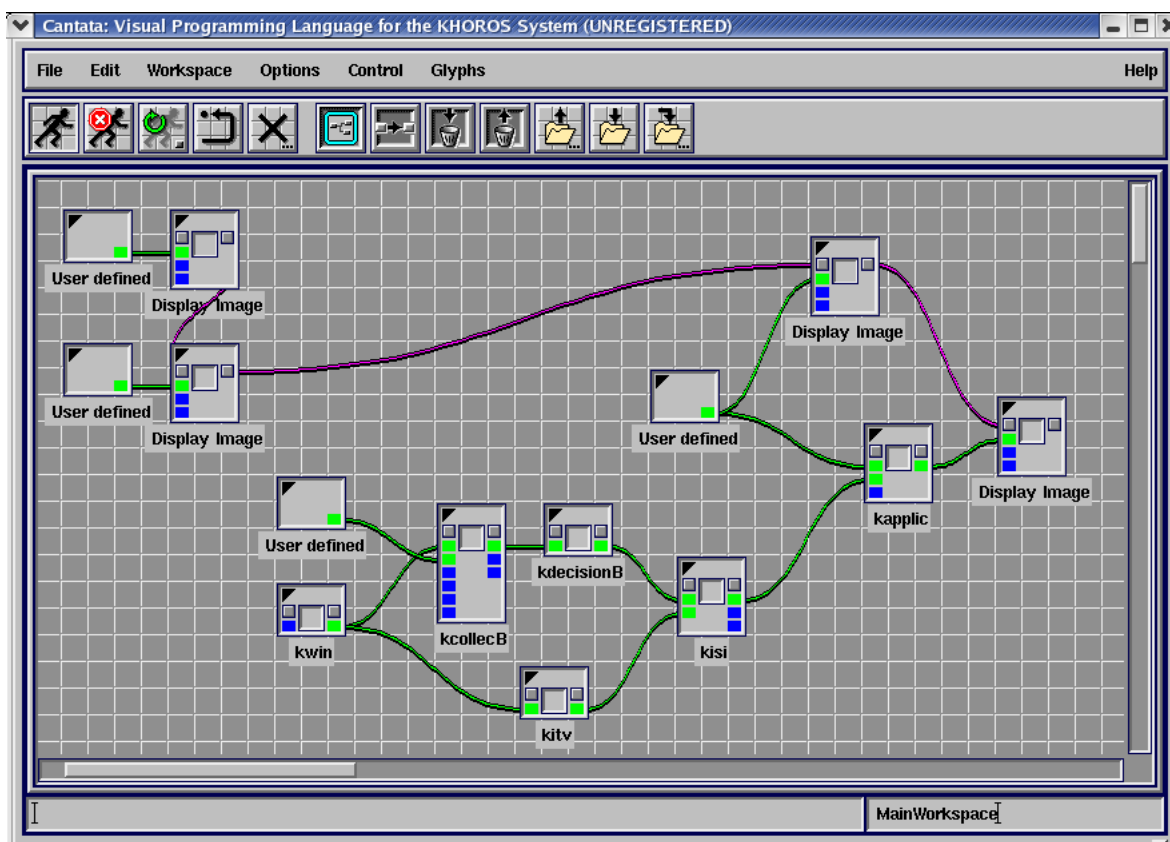 Cantata: Visual Programming Language for the KHOROS System (UNREGISTERED)
File Edit Workspace Options Control Glyphs Help
User defined
Display Image
User defined
Display Image
Display Image
User defined
kapplic
Display Image
User defined
kcollecB
kdecisionB
kwin
kisi
kitv
MainWorkspace